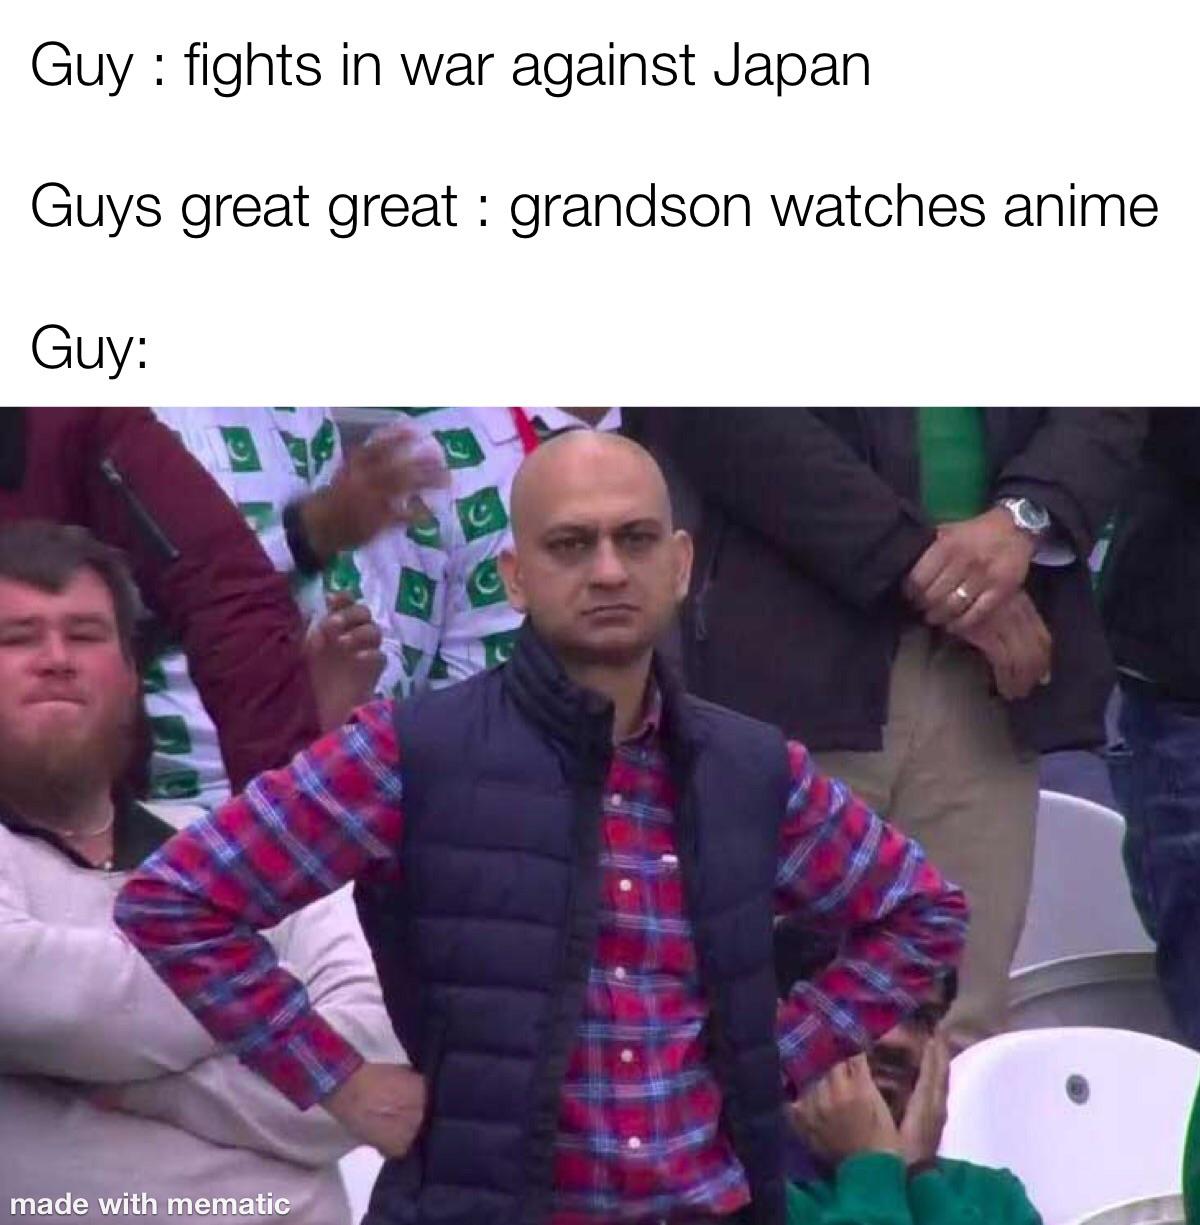 Guy : fights in war against Japan
Guys great great : grandson watches anime
Guy:
made with mematic